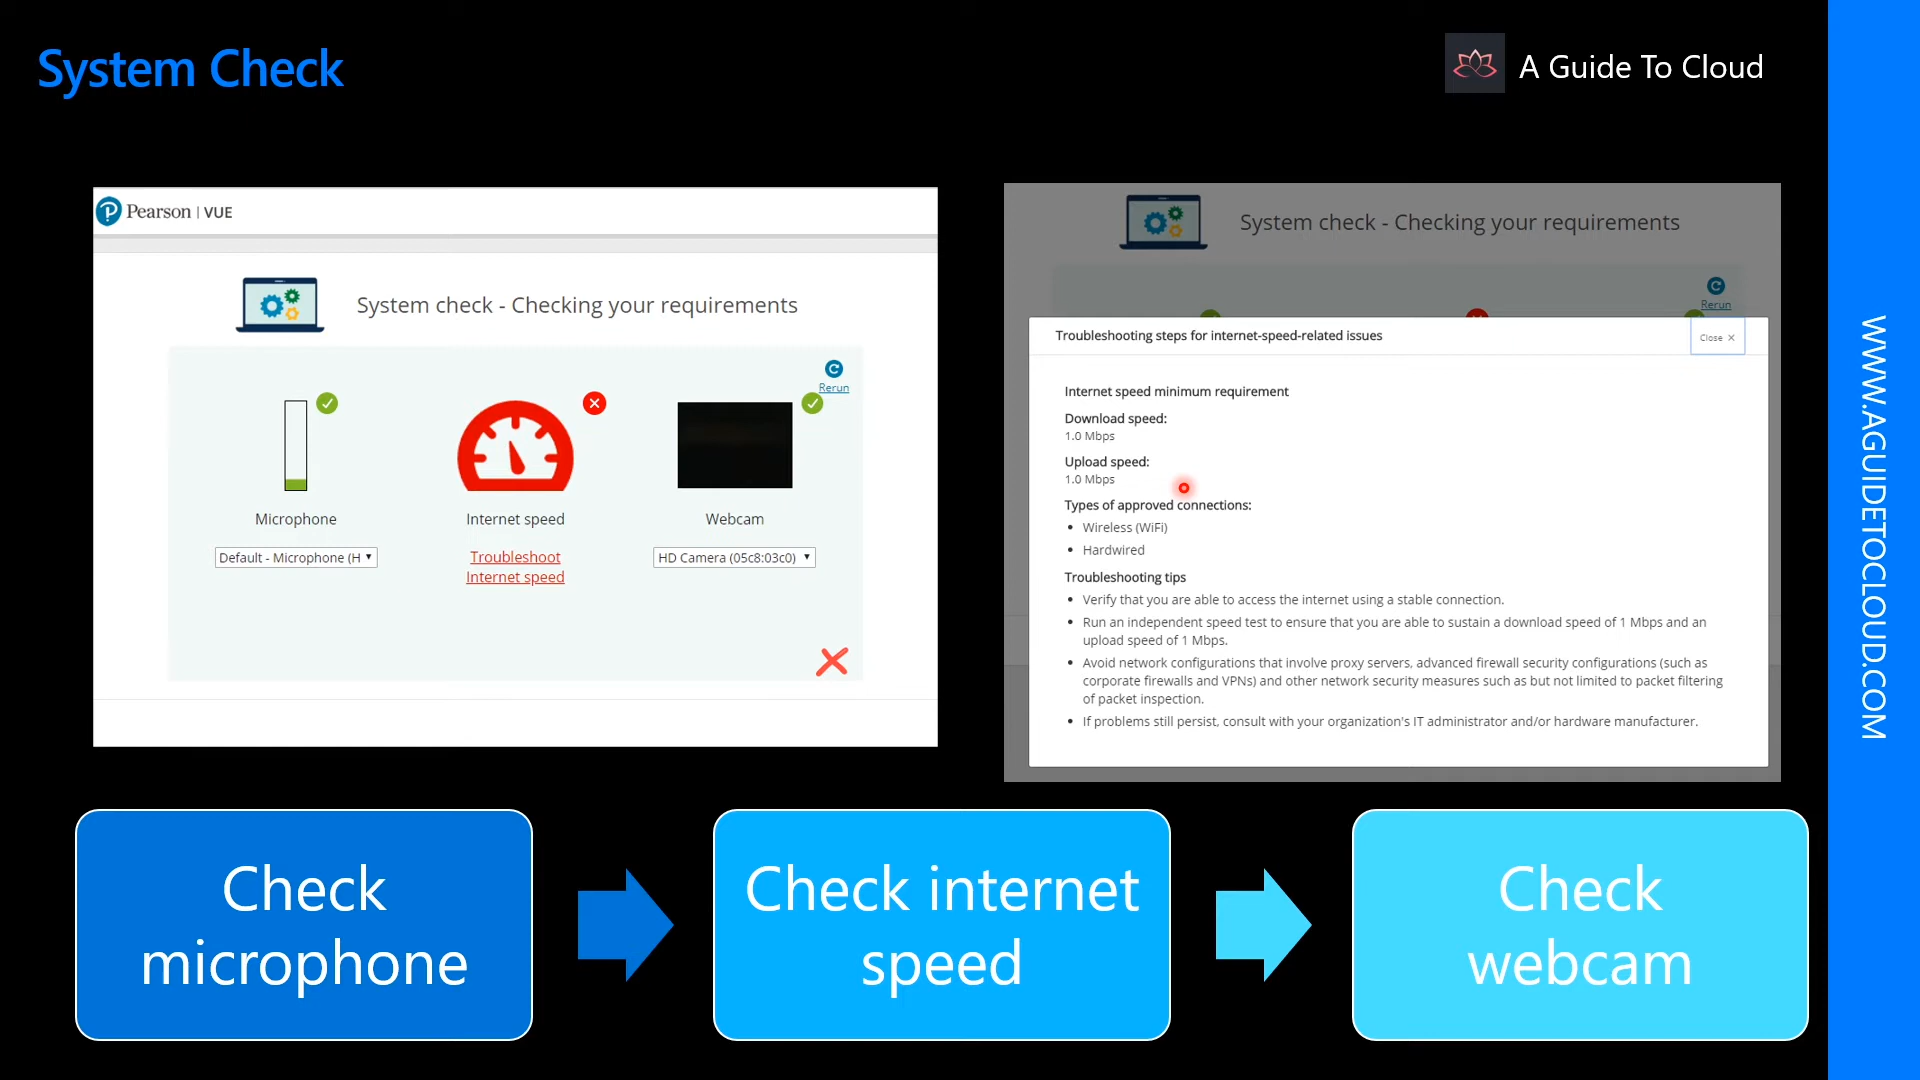 System Check
A Guide To Cloud
Pearson | VUE
System check - Checking your requirements
Rerun
Microphone
Internet speed
Webcam
Default - Microphone (H
Troubleshoot
Internet speed
HD Camera (05c8:03c0)
System check - Checking your requirements
Rerun
Troubleshooting steps for internet-speed-related issues
Close ×
Internet speed minimum requirement
Download speed:
1.0 Mbps
Upload speed:
1.0 Mbps
Types of approved connections:
• Wireless (WiFi)
• Hardwired
Troubleshooting tips
• Verify that you are able to access the internet using a stable connection.
• Run an independent speed test to ensure that you are able to sustain a download speed of 1 Mbps and an
upload speed of 1 Mbps.
• Avoid network configurations that involve proxy servers, advanced firewall security configurations (such as
corporate firewalls and VPNs) and other network security measures such as but not limited to packet filtering
of packet inspection.
• If problems still persist, consult with your organization's IT administrator and/or hardware manufacturer.
Check
microphone
Check internet
speed
Check
webcam
WWW.AGUIDETOCLOUD.COM